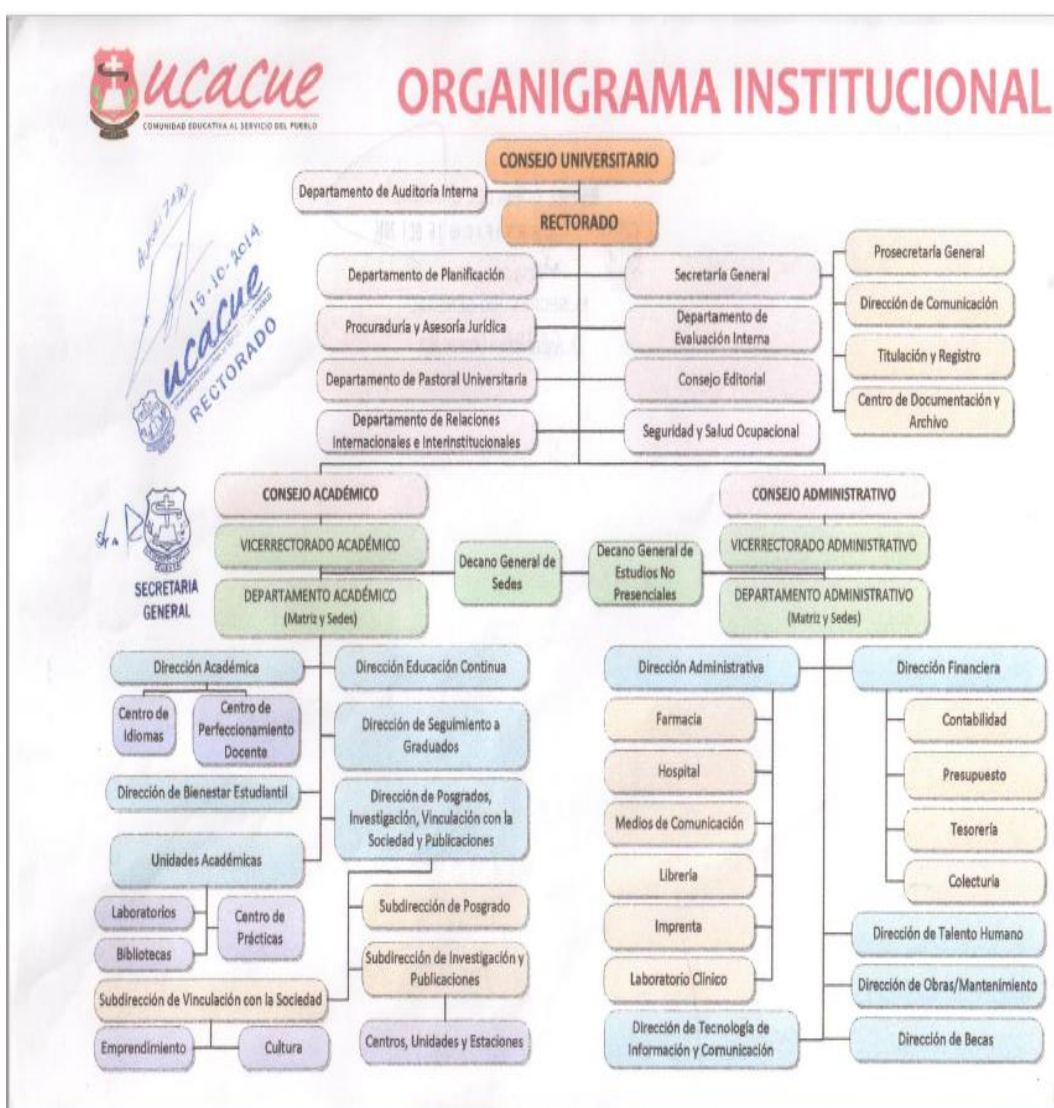 ucacue
COMUNIDAD EDUCATIVA AL SERVICIO DEL PUEBLO
ORGANIGRAMA INSTITUCIONAL
CONSEJO UNIVERSITARIO
Departamento de Auditoría Interna
RECTORADO
Departamento de Planificación
Secretaría General
Prosecretaría General
Dirección de Comunicación
Procuraduría y Asesoría Jurídica
Departamento de
Evaluación Interna
Titulación y Registro
Departamento de Pastoral Universitaria
Consejo Editorial
Centro de Documentación y
Archivo
Departamento de Relaciones
Internacionales e Interinstitucionales
Seguridad y Salud Ocupacional
15-10-2014
ucacue
RECTORADO
SECRETARIA
GENERAL
CONSEJO ACADÉMICO
CONSEJO ADMINISTRATIVO
VICERRECTORADO ACADÉMICO
VICERRECTORADO ADMINISTRATIVO
Decano General de
Sedes
Decano General de
Estudios No
Presenciales
DEPARTAMENTO ACADÉMICO
(Matriz y Sedes)
DEPARTAMENTO ADMINISTRATIVO
(Matriz y Sedes)
Dirección Académica
Dirección Educación Continua
Centro de
Idiomas
Centro de
Perfeccionamiento
Docente
Dirección de Seguimiento a
Graduados
Dirección de Bienestar Estudiantil
Dirección de Posgrados,
Investigación, Vinculación con la
Sociedad y Publicaciones
Unidades Académicas
Laboratorios
Bibliotecas
Centro de
Prácticas
Subdirección de Posgrado
Subdirección de Investigación y
Publicaciones
Subdirección de Vinculación con la Sociedad
Emprendimiento
Cultura
Centros, Unidades y Estaciones
Dirección Administrativa
Farmacia
Hospital
Medios de Comunicación
Librería
Imprenta
Laboratorio Clínico
Dirección de Tecnología de
Información y Comunicación
Dirección Financiera
Contabilidad
Presupuesto
Tesorería
Colecturía
Dirección de Talento Humano
Dirección de Obras/Mantenimiento
Dirección de Becas